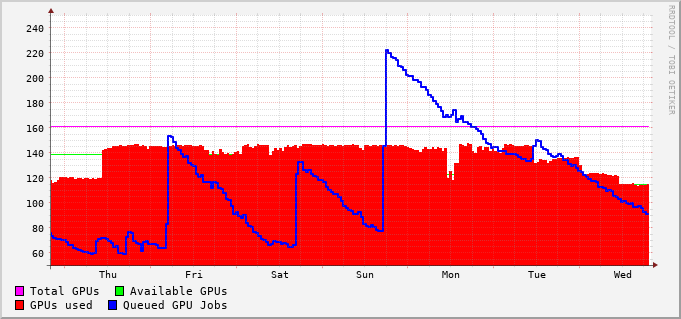 RRDTOOL / TOBI OETIKER
240
220
200
180
160
140
120
100
80
60
Thu Fri Sat Sun Mon Tue Wed
Total GPUs Available GPUs
GPUs used Queued GPU Jobs